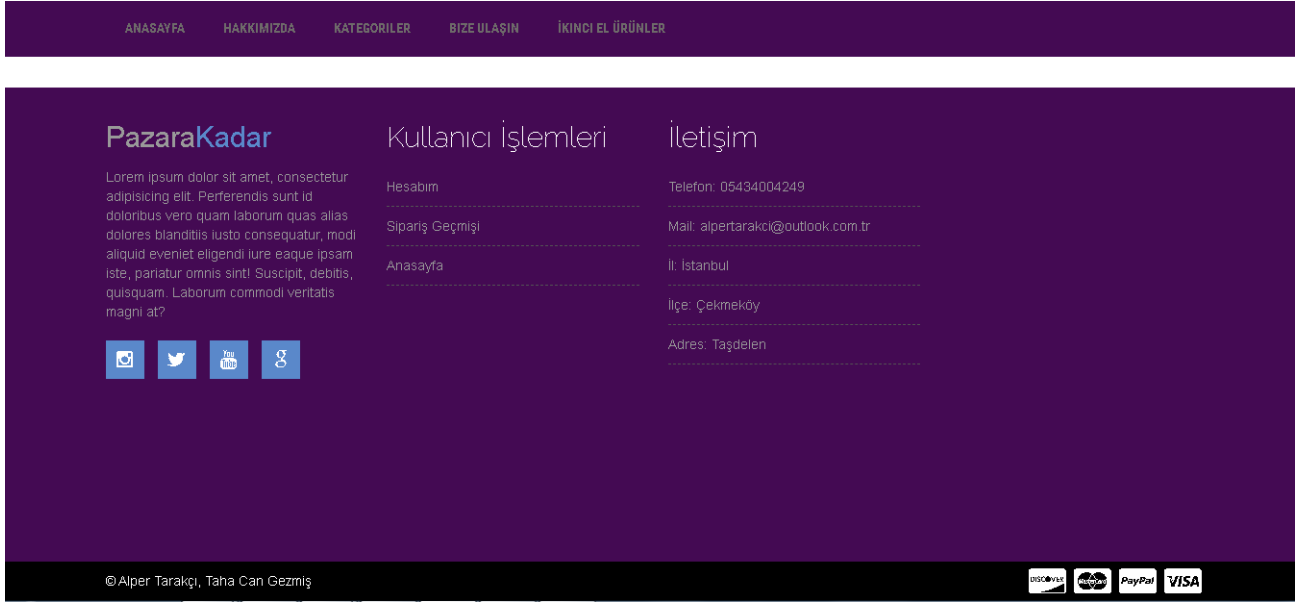 ANASAYFA HAKKIMIZDA KATEGORILER BIZE ULAŞIN İKINCI EL ÜRÜNLER
PazaraKadar
Lorem ipsum dolor sit amet, consectetur
adipisicing elit. Perferendis sunt id
doloribus vero quam laborum quas alias
dolores blanditiis iusto consequatur, modi
aliquid eveniet eligendi iure eaque ipsam
iste, pariatur omnis sint! Suscipit, debitis,
quisquam. Laborum commodi veritatis
magni at?
You
Tube
g
Kullanıcı İşlemleri
Hesabım
Sipariş Geçmişi
Anasayfa
İletişim
Telefon: 05434004249
Mail: alpertarakci@outlook.com.tr
İl: İstanbul
İlçe: Çekmeköy
Adres: Taşdelen
© Alper Tarakçı, Taha Can Gezmiş
DISCOVER MasterCard PayPal VISA